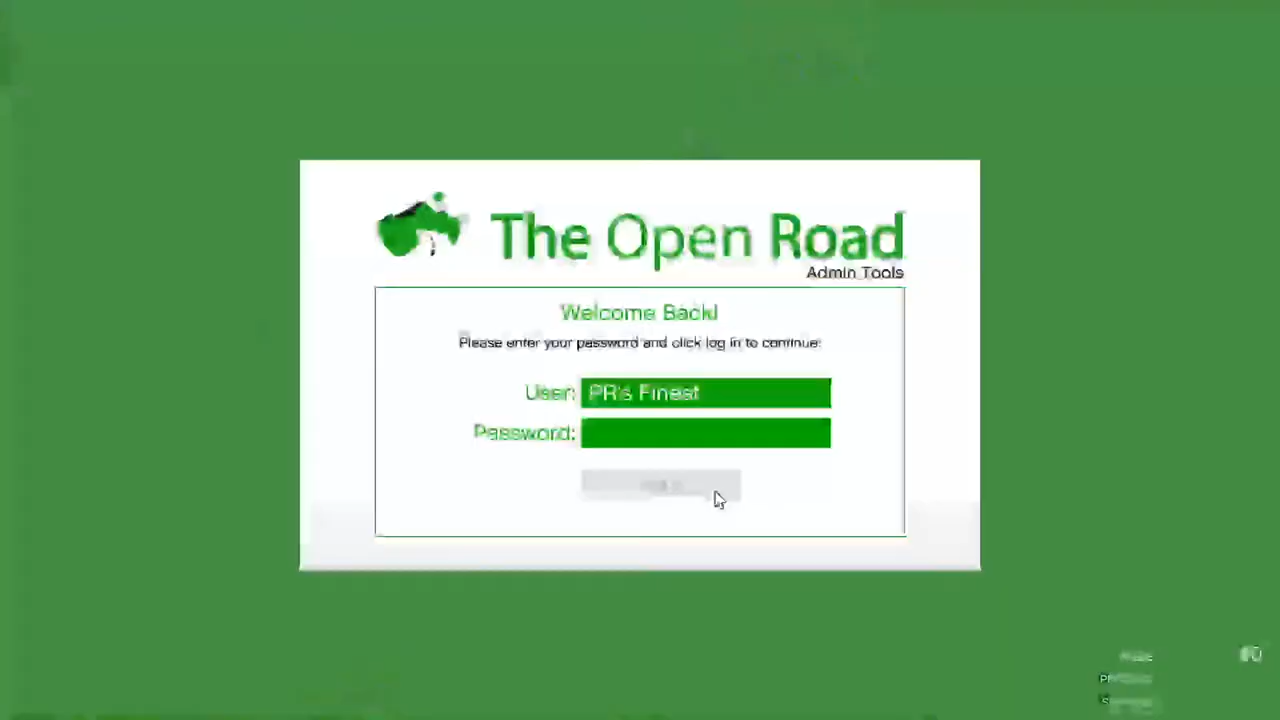 The Open Road
Admin Tools
Welcome Back!
Please enter your password and click log in to continue:
User: PR's Finest
Password: